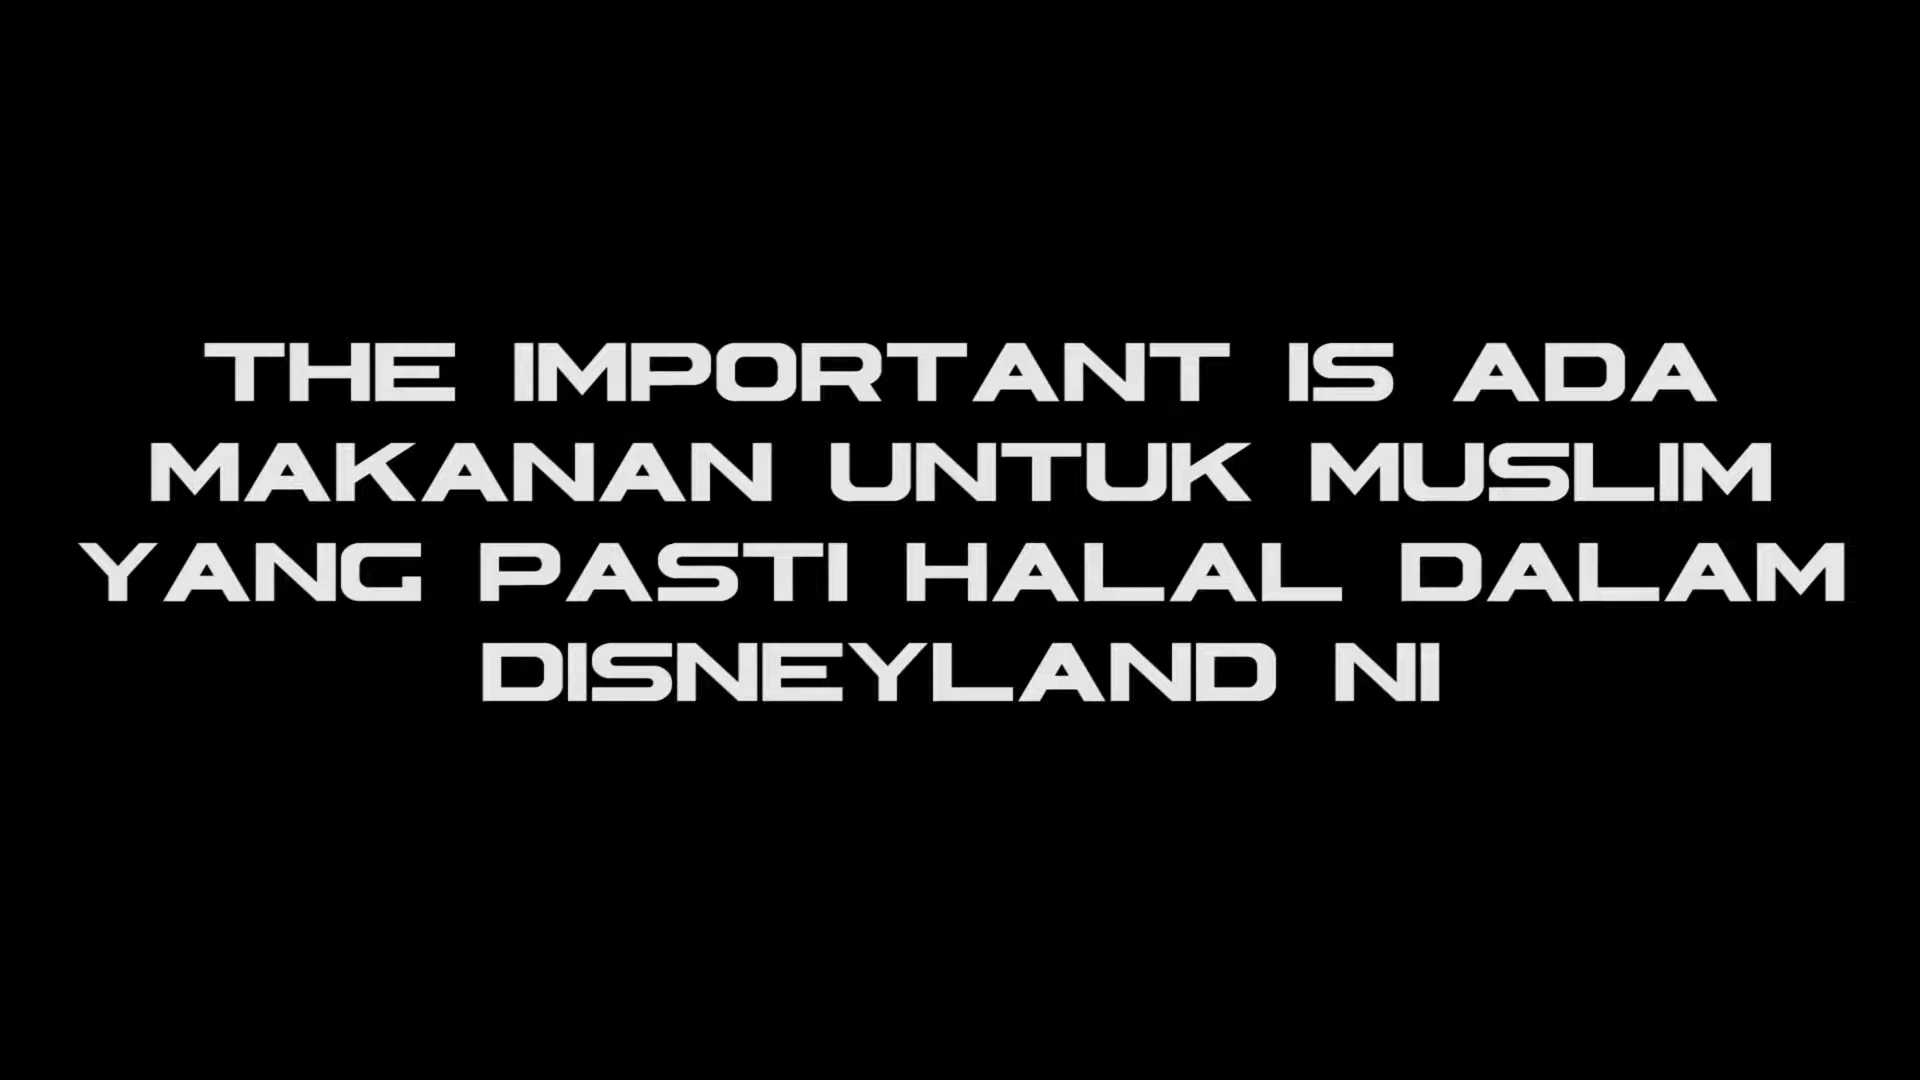 THE IMPORTANT IS ADA
MAKANAN UNTUK MUSLIM
YANG PASTI HALAL DALAM
DISNEYLAND NI